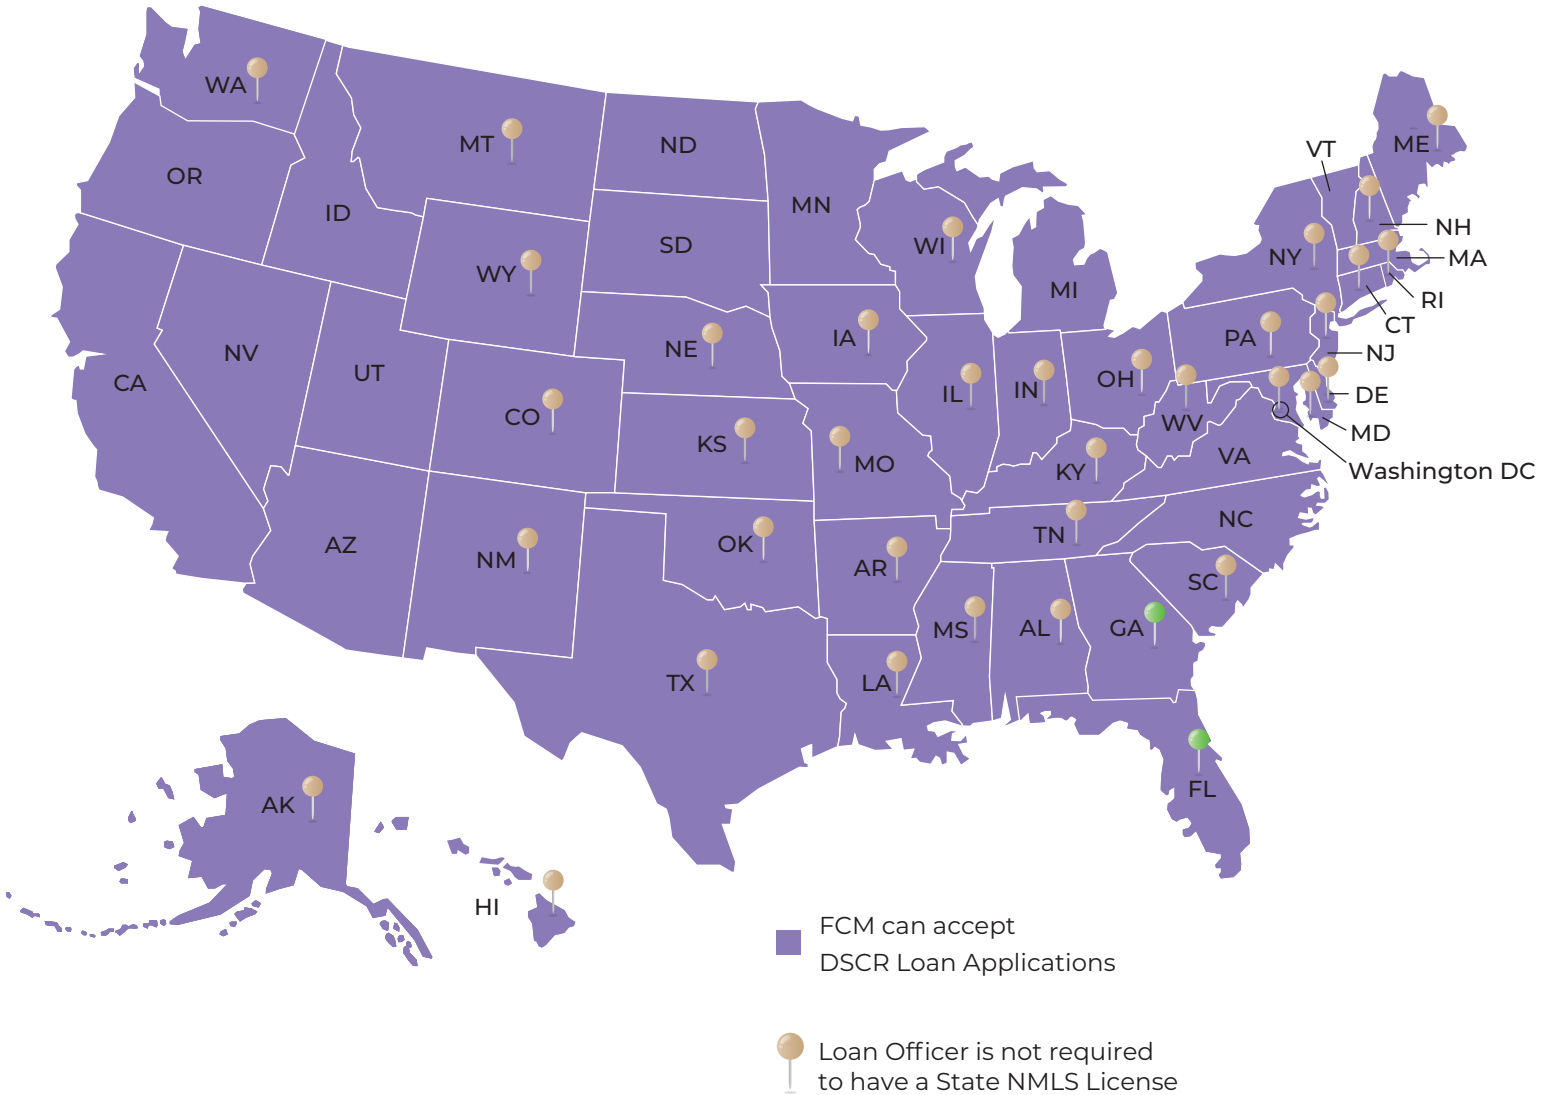 WA
MT
ND
MN
VT
ME
OR
ID
WY
SD
WI
MI
NY
NH
MA
RI
CT
NJ
DE
MD
Washington DC
CA
NV
UT
CO
NE
KS
IA
MO
IL
IN
OH
PA
WV
VA
KY
AZ
NM
OK
AR
TN
NC
SC
TX
LA
MS
AL
GA
FL
AK
HI
FCM can accept
DSCR Loan Applications
Loan Officer is not required
to have a State NMLS License